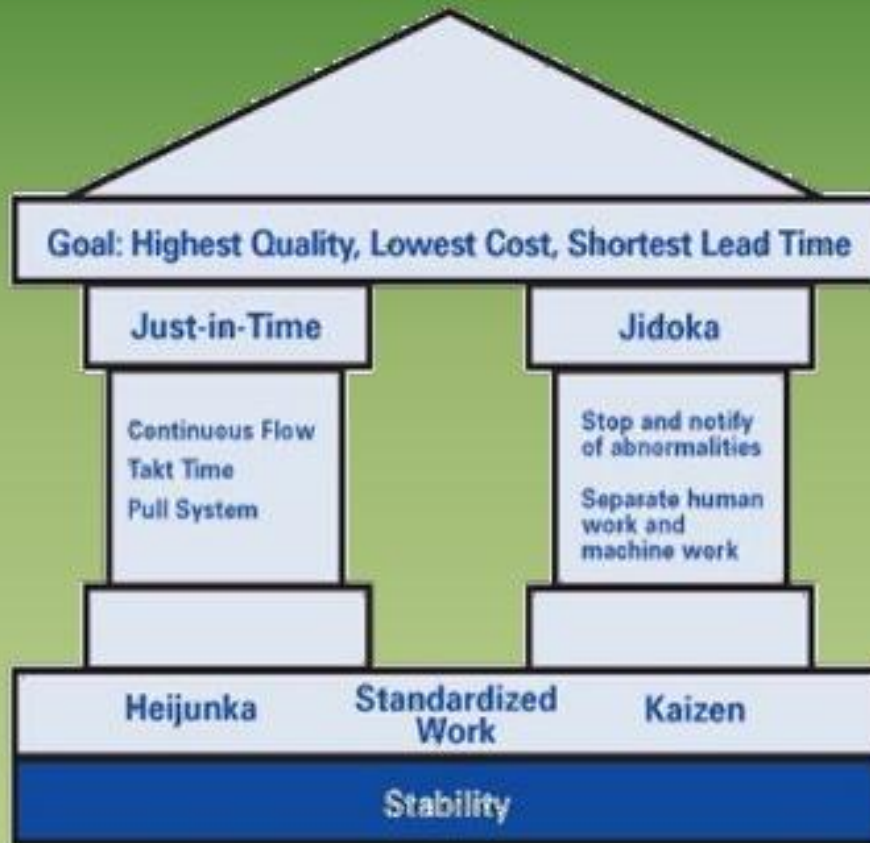 Goal: Highest Quality, Lowest Cost, Shortest Lead Time
Just-in-Time
Continuous Flow
Takt Time
Pull System
Jidoka
Stop and notify
of abnormalities
Separate human
work and
machine work
Heijunka
Standardized
Work
Kaizen
Stability